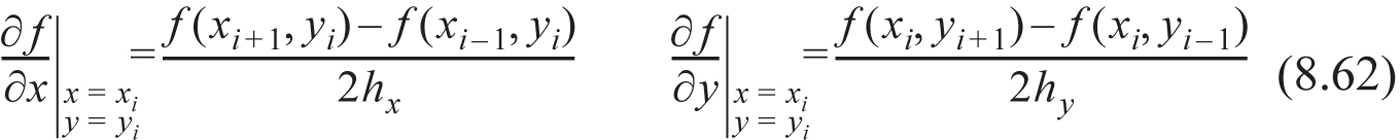 ∂f/∂x |_{x = x_i, y = y_i} = (f(x_{i+1}, y_i) − f(x_{i−1}, y_i)) / (2h_x)   ∂f/∂y |_{x = x_i, y = y_i} = (f(x_i, y_{i+1}) − f(x_i, y_{i−1})) / (2h_y) (8.62)